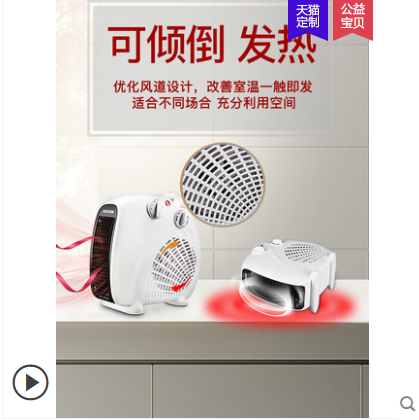 天猫
定制
公益
宝贝
可倾倒 发热
优化风道设计，改善室温一触即发
适合不同场合 充分利用空间